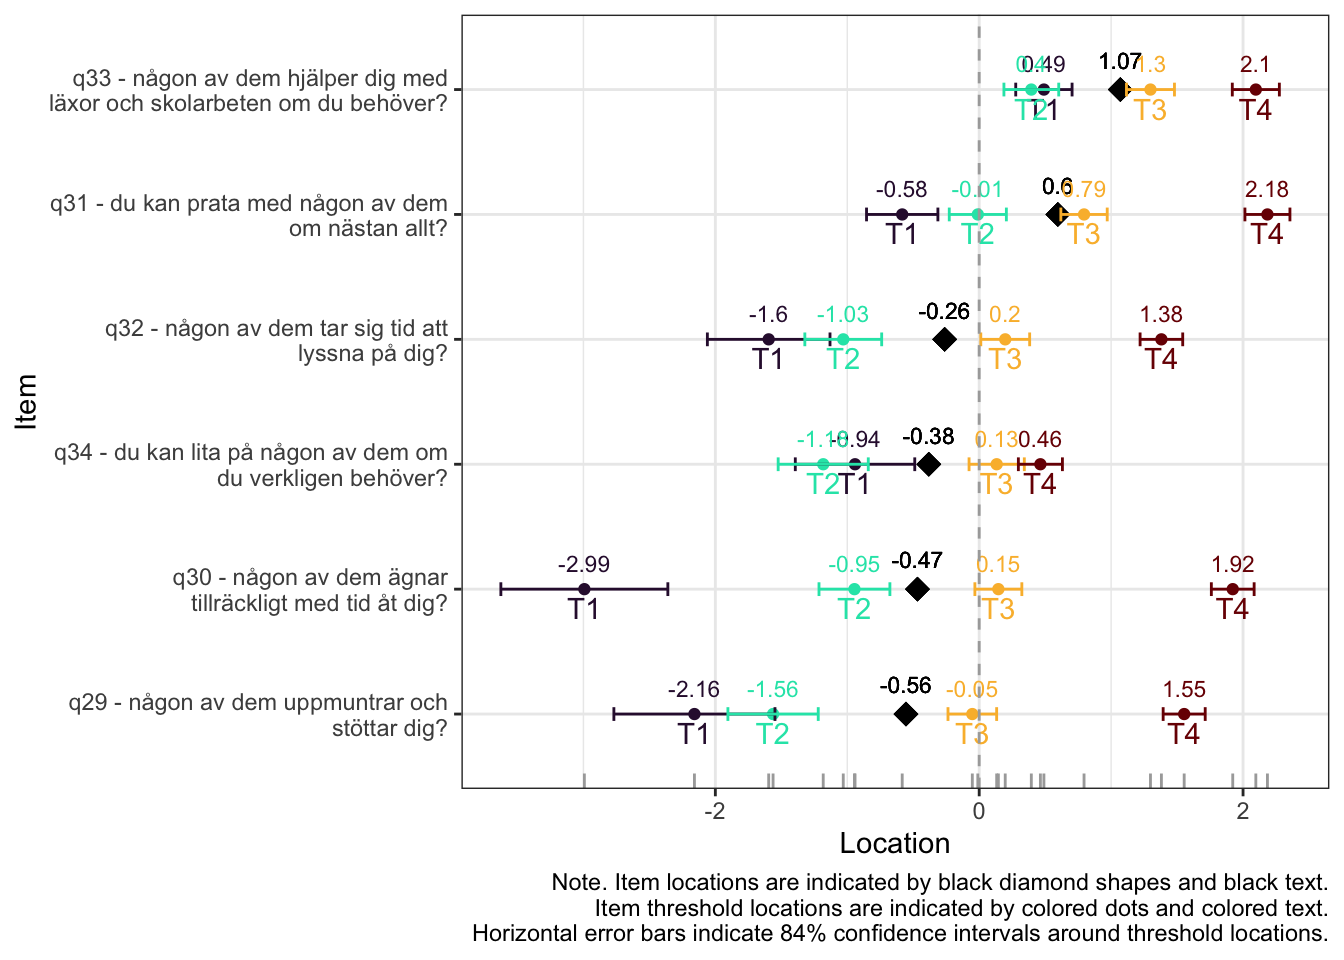 q33 - någon av dem hjälper dig med
läxor och skolarbeten om du behöver?
0.4 0.49 1.07 1.3 2.1
T2 T1 T3 T4
q31 - du kan prata med någon av dem
om nästan allt?
-0.58 -0.01 0.6 0.79 2.18
T1 T2 T3 T4
q32 - någon av dem tar sig tid att
lyssna på dig?
-1.6 -1.03 -0.26 0.2 1.38
T1 T2 T3 T4
Item
q34 - du kan lita på någon av dem om
du verkligen behöver?
-1.18 -0.94 -0.38 0.13 0.46
T2 T1 T3 T4
q30 - någon av dem ägnar
tillräckligt med tid åt dig?
-2.99 -0.95 -0.47 0.15 1.92
T1 T2 T3 T4
q29 - någon av dem uppmuntrar och
stöttar dig?
-2.16 -1.56 -0.56 -0.05 1.55
T1 T2 T3 T4
-2 0 2
Location
Note. Item locations are indicated by black diamond shapes and black text.
Item threshold locations are indicated by colored dots and colored text.
Horizontal error bars indicate 84% confidence intervals around threshold locations.